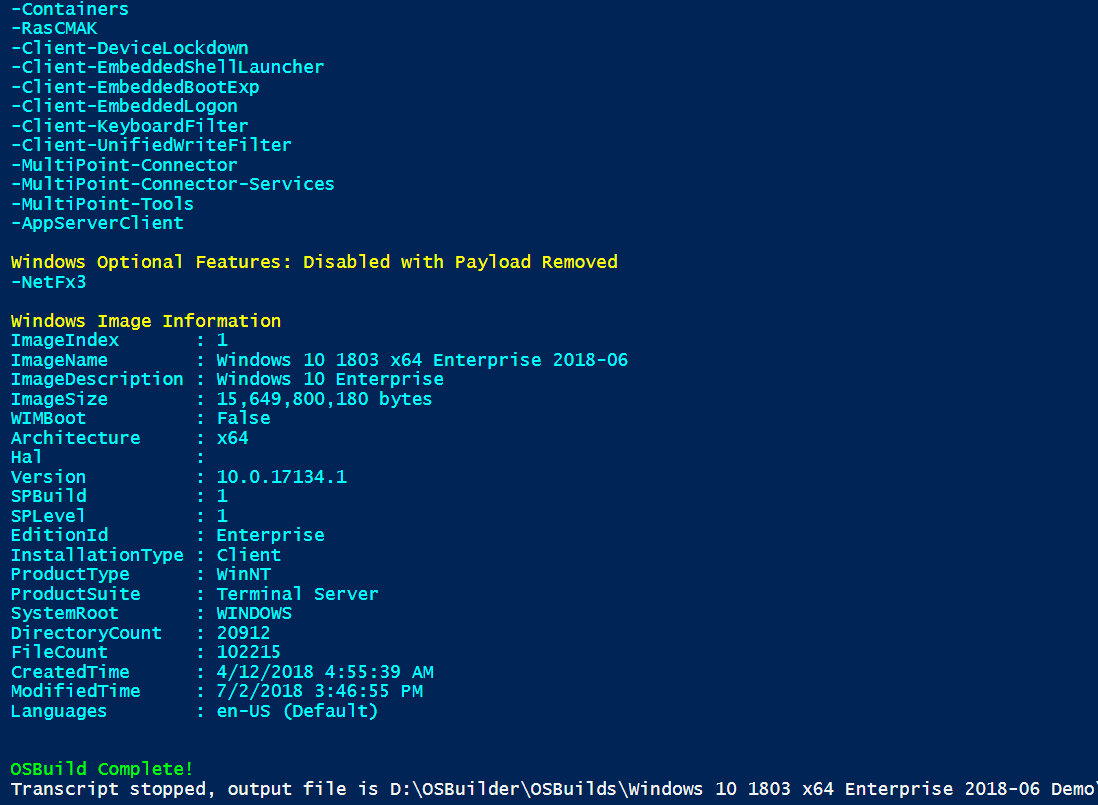 -Containers
-RasCMAK
-Client-DeviceLockdown
-Client-EmbeddedShellLauncher
-Client-EmbeddedBootExp
-Client-EmbeddedLogon
-Client-KeyboardFilter
-Client-UnifiedWriteFilter
-MultiPoint-Connector
-MultiPoint-Connector-Services
-MultiPoint-Tools
-AppServerClient
Windows Optional Features: Disabled with Payload Removed
-NetFx3
Windows Image Information
ImageIndex : 1
ImageName : Windows 10 1803 x64 Enterprise 2018-06
ImageDescription : Windows 10 Enterprise
ImageSize : 15,649,800,180 bytes
WIMBoot : False
Architecture : x64
Hal :
Version : 10.0.17134.1
SPBuild : 1
SPLevel : 1
EditionId : Enterprise
InstallationType : Client
ProductType : WinNT
ProductSuite : Terminal Server
SystemRoot : WINDOWS
DirectoryCount : 20912
FileCount : 102215
CreatedTime : 4/12/2018 4:55:39 AM
ModifiedTime : 7/2/2018 3:46:55 PM
Languages : en-US (Default)
OSBuild Complete!
Transcript stopped, output file is D:\OSBuilder\OSBuilds\Windows 10 1803 x64 Enterprise 2018-06 Demo\